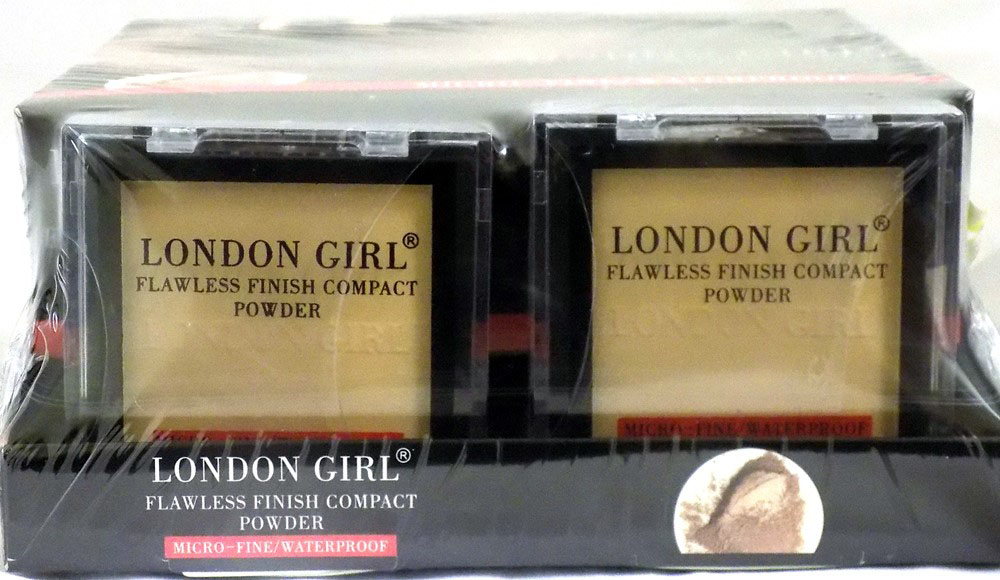 LONDON GIRL®
FLAWLESS FINISH COMPACT
POWDER
LONDON GIRL®
FLAWLESS FINISH COMPACT
POWDER
MICRO-FINE/WATERPROOF
LONDON GIRL®
FLAWLESS FINISH COMPACT
POWDER
MICRO-FINE/WATERPROOF